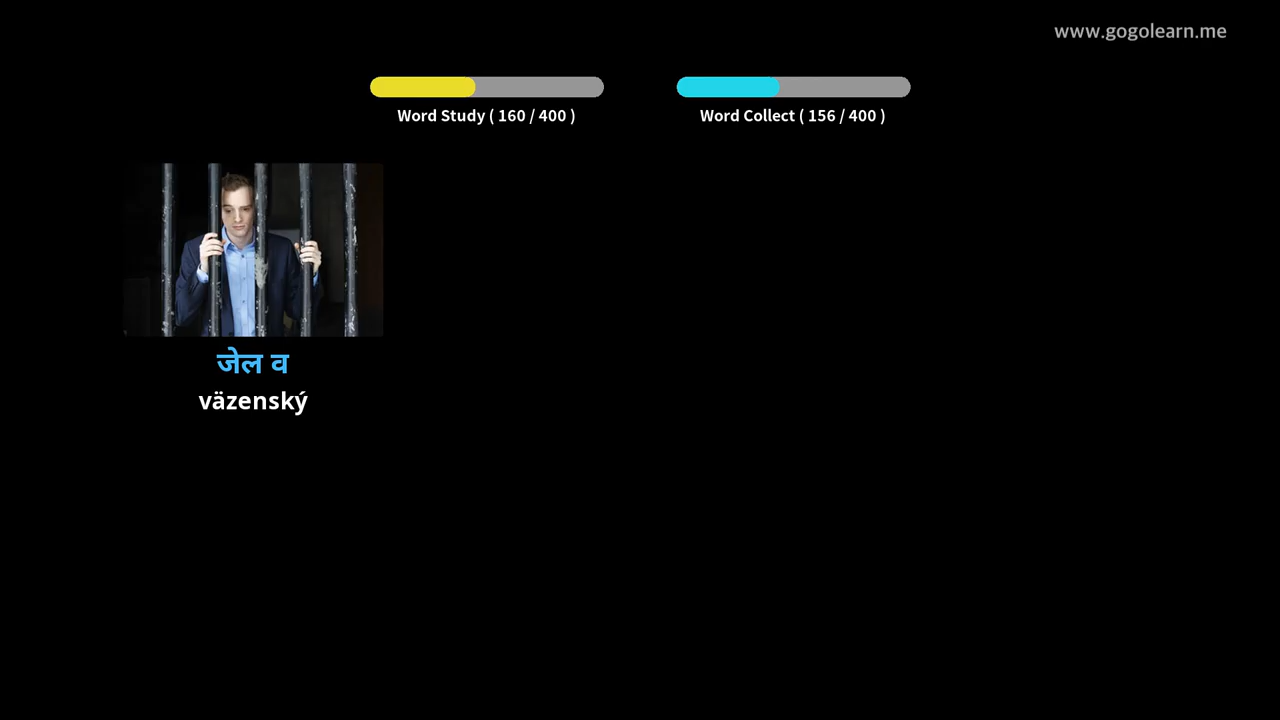 www.gogolearn.me
Word Study ( 160 / 400 )
Word Collect ( 156 / 400 )
जेल व
väzenský